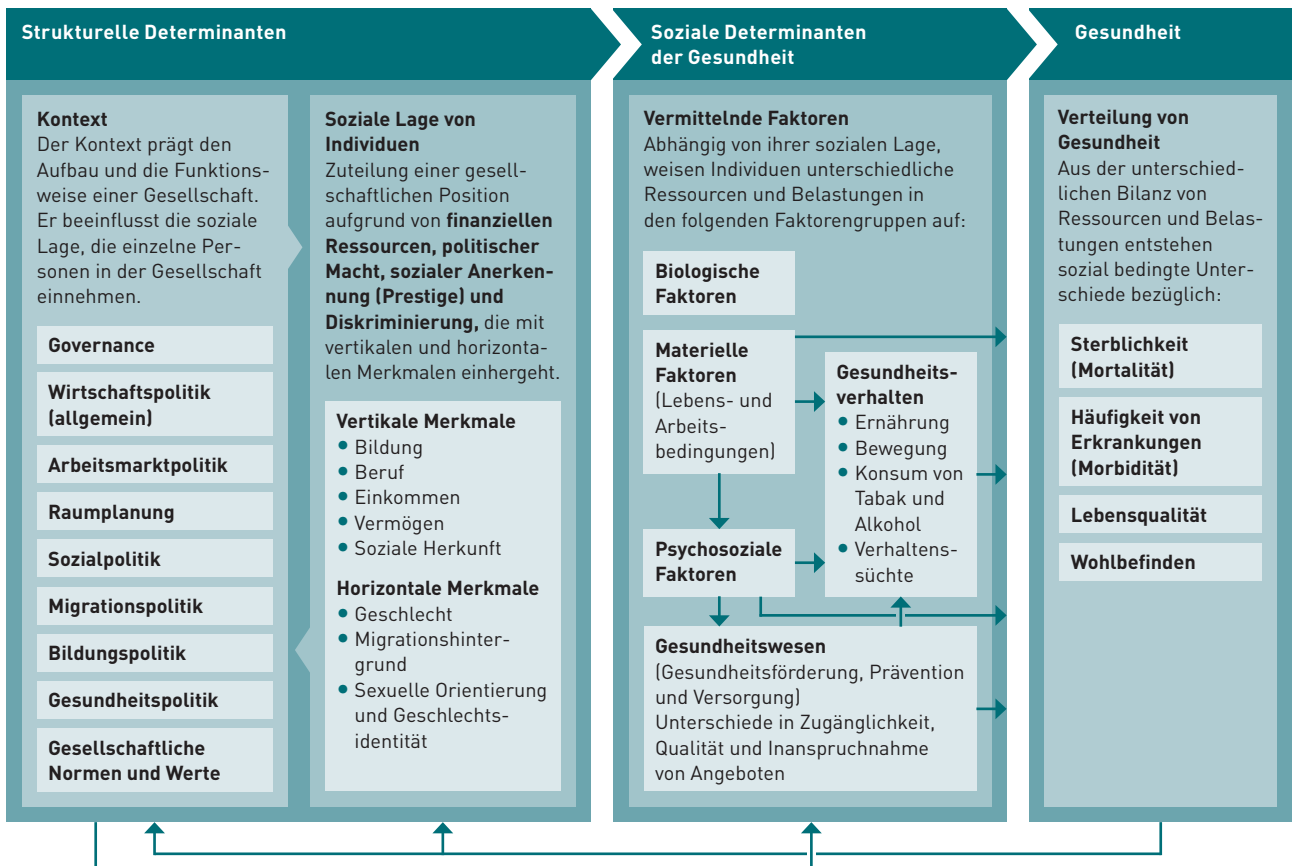 Strukturelle Determinanten
Kontext
Der Kontext prägt den
Aufbau und die Funktions-
weise einer Gesellschaft.
Er beeinflusst die soziale
Lage, die einzelne Per-
sonen in der Gesellschaft
einnehmen.
Governance
Wirtschaftspolitik
(allgemein)
Arbeitsmarktpolitik
Raumplanung
Sozialpolitik
Migrationspolitik
Bildungspolitik
Gesundheitspolitik
Gesellschaftliche
Normen und Werte
Soziale Lage von
Individuen
Zuteilung einer gesell-
schaftlichen Position
aufgrund von finanziellen
Ressourcen, politischer
Macht, sozialer Anerken-
nung (Prestige) und
Diskriminierung, die mit
vertikalen und horizonta-
len Merkmalen einhergeht.
Vertikale Merkmale
• Bildung
• Beruf
• Einkommen
• Vermögen
• Soziale Herkunft
Horizontale Merkmale
• Geschlecht
• Migrationshinter-
grund
• Sexuelle Orientierung
und Geschlechts-
identität
Soziale Determinanten
der Gesundheit
Vermittelnde Faktoren
Abhängig von ihrer sozialen Lage,
weisen Individuen unterschiedliche
Ressourcen und Belastungen in
den folgenden Faktorengruppen auf:
Biologische
Faktoren
Materielle
Faktoren
(Lebens- und
Arbeits-
bedingungen)
Psychosoziale
Faktoren
Gesundheits-
verhalten
• Ernährung
• Bewegung
• Konsum von
Tabak und
Alkohol
• Verhaltens-
süchte
Gesundheitswesen
(Gesundheitsförderung, Prävention
und Versorgung)
Unterschiede in Zugänglichkeit,
Qualität und Inanspruchnahme
von Angeboten
Gesundheit
Verteilung von
Gesundheit
Aus der unterschied-
lichen Bilanz von
Ressourcen und Belas-
tungen entstehen
sozial bedingte Unter-
schiede bezüglich:
Sterblichkeit
(Mortalität)
Häufigkeit von
Erkrankungen
(Morbidität)
Lebensqualität
Wohlbefinden